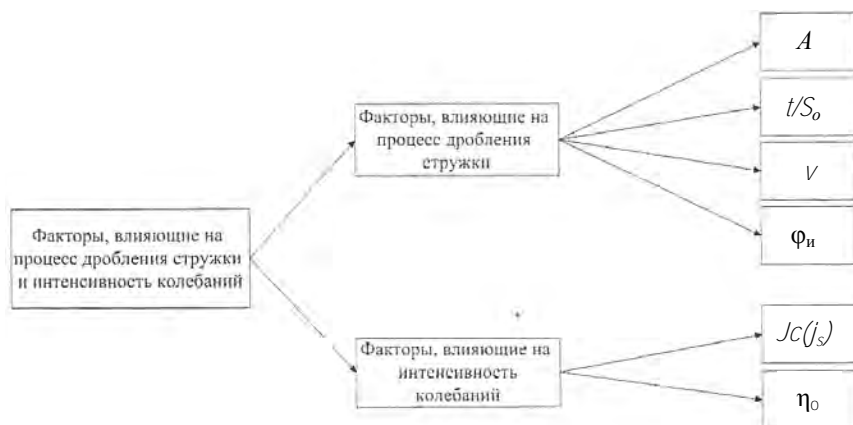 A
Факторы, влияющие на
процесс дробления
стружки
t/Sₒ
V
φи
Факторы, влияющие на
процесс дробления стружки
и интенсивность колебаний
Факторы, влияющие на
интенсивность
колебаний
Jc(jₛ)
η₀